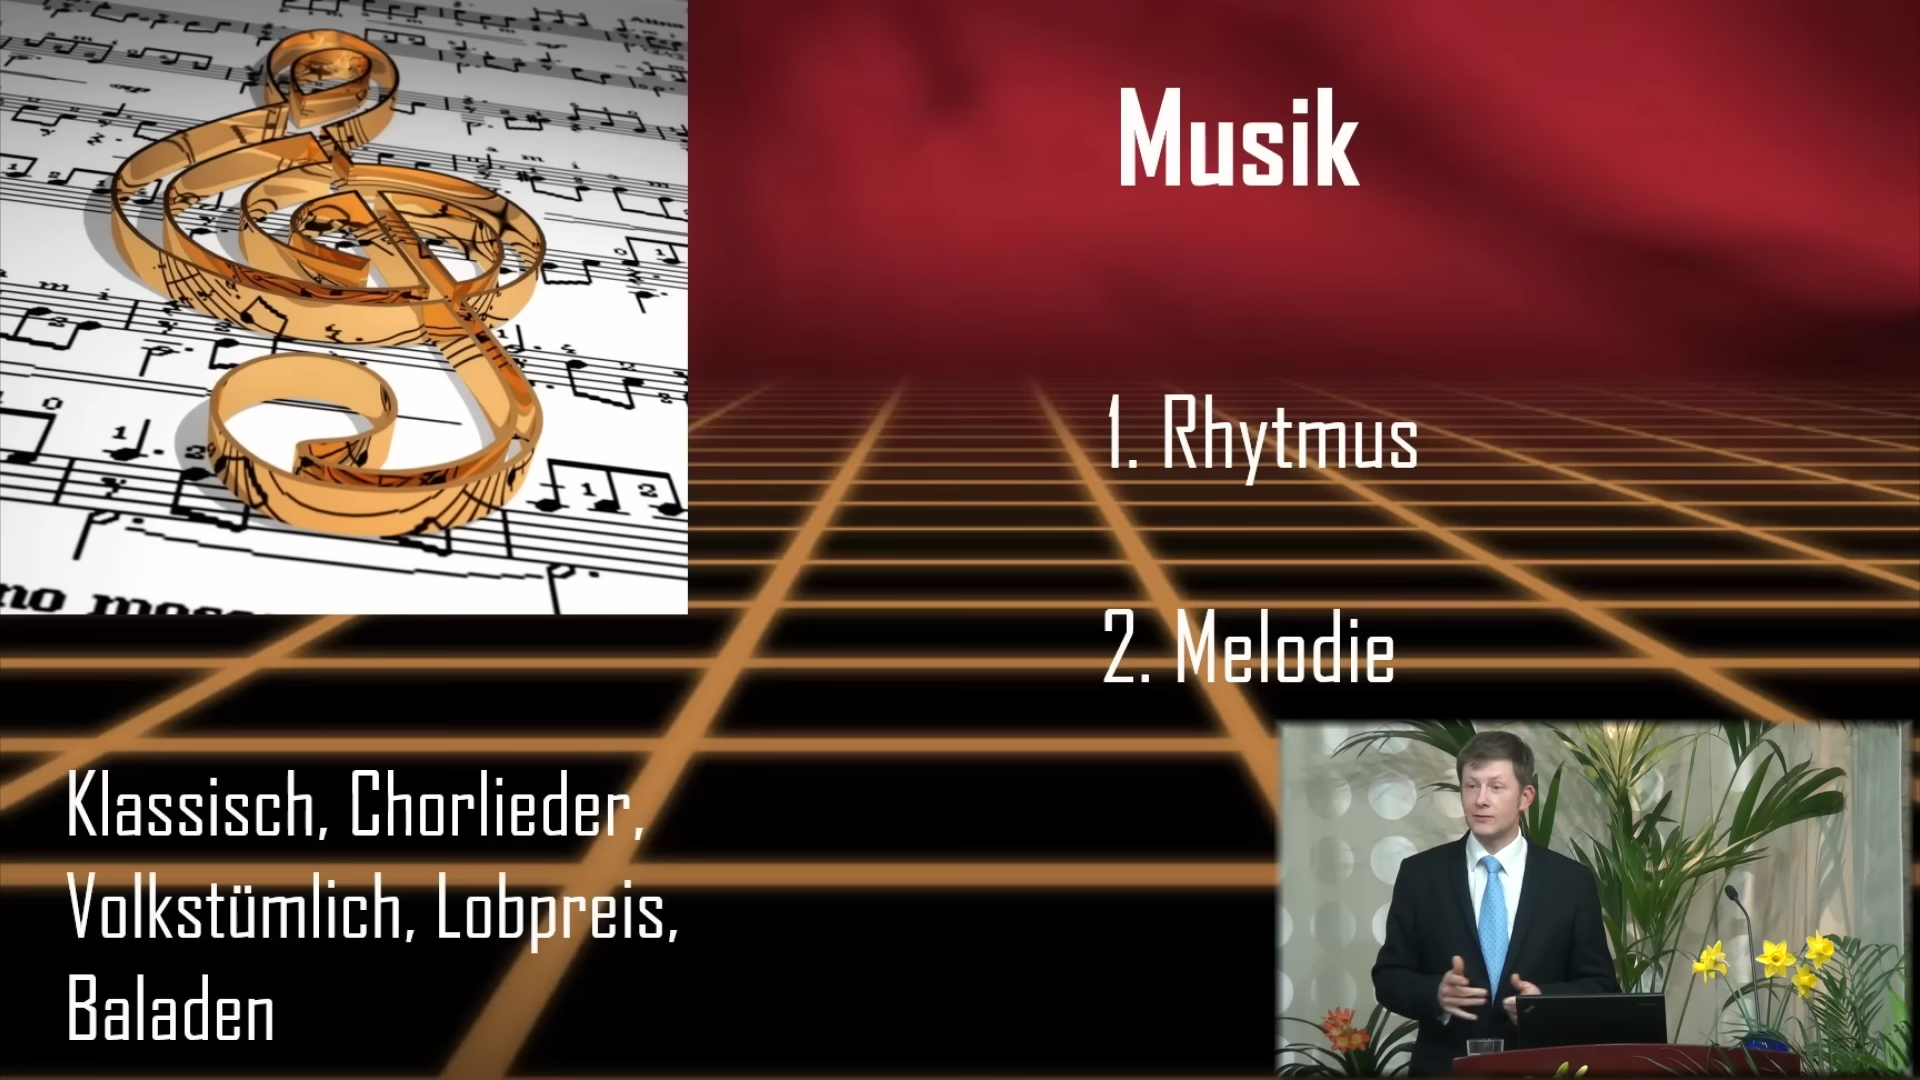 Musik
1. Rhytmus
2. Melodie
Klassisch, Chorlieder,
Volkstümlich, Lobpreis,
Baladen